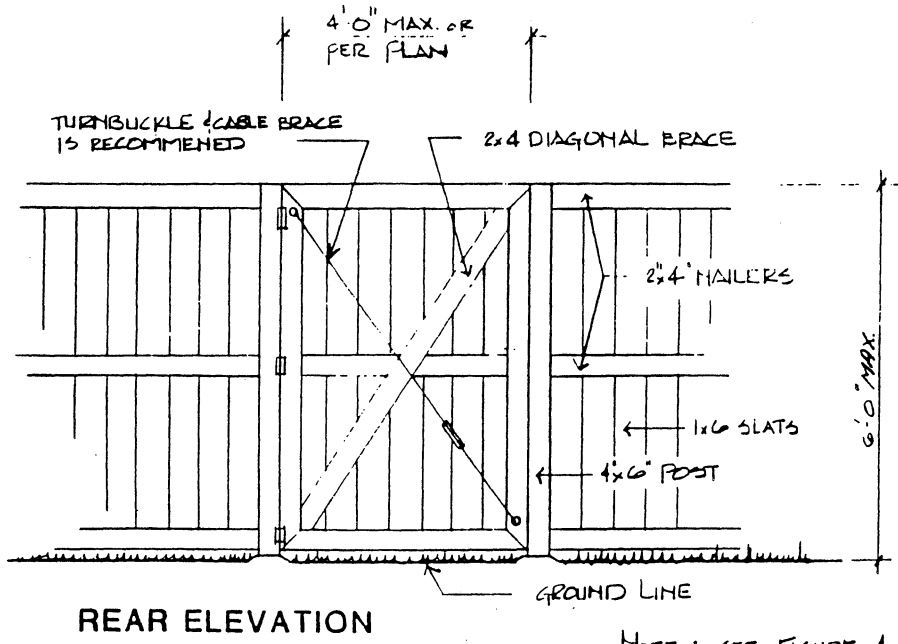 4'-0" MAX. OR
PER PLAN
TURNBUCKLE & CABLE BRACE
IS RECOMMENED
2x4 DIAGONAL BRACE
2"x4" NAILERS
6'-0" MAX.
1x6 SLATS
4"x6" POST
GROUND LINE
REAR ELEVATION